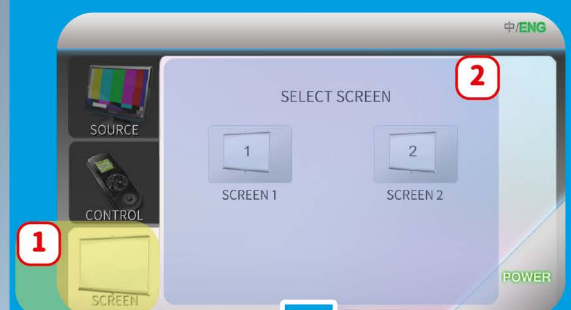 中/ENG
2
SELECT SCREEN
SOURCE
1
2
SCREEN 1
SCREEN 2
CONTROL
1
SCREEN
POWER